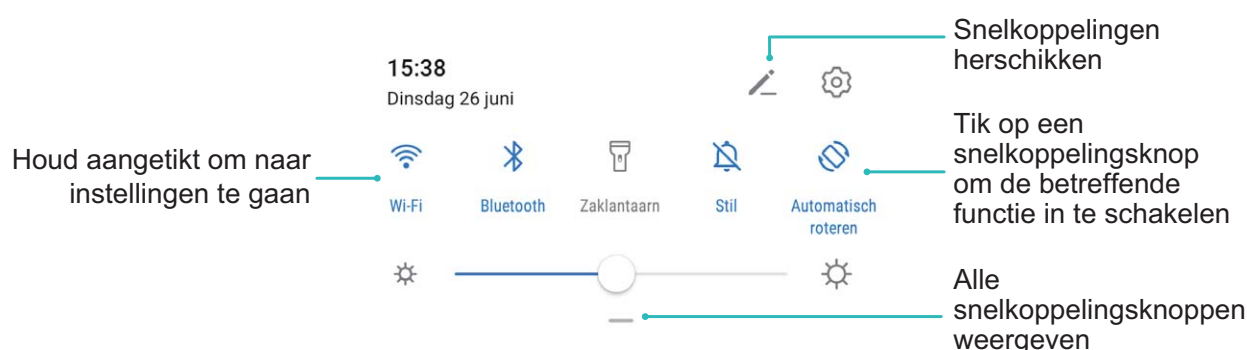 Snelkoppelingen
herschikken
15:38
Dinsdag 26 juni
Houd aangetikt om naar
instellingen te gaan
Tik op een
snelkoppelingsknop
om de betreffende
functie in te schakelen
Wi-Fi
Bluetooth
Zaklantaarn
Stil
Automatisch
roteren
Alle
snelkoppelingsknoppen
weergeven